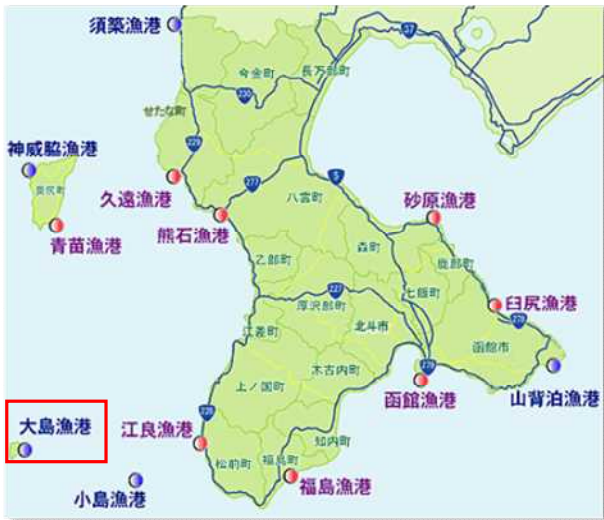 須築漁港
37
今金町
長万部町
230
せたな町
229
神威脇漁港
奥尻町
久遠漁港
277
5
八雲町
砂原漁港
青苗漁港
熊石漁港
森町
鹿部町
乙部町
227
七飯町
臼尻漁港
厚沢部町
278
江差町
北斗市
函館市
279
木古内町
山背泊漁港
上ノ国町
函館漁港
大島漁港
228
江良漁港
知内町
松前町
福島町
小島漁港
福島漁港